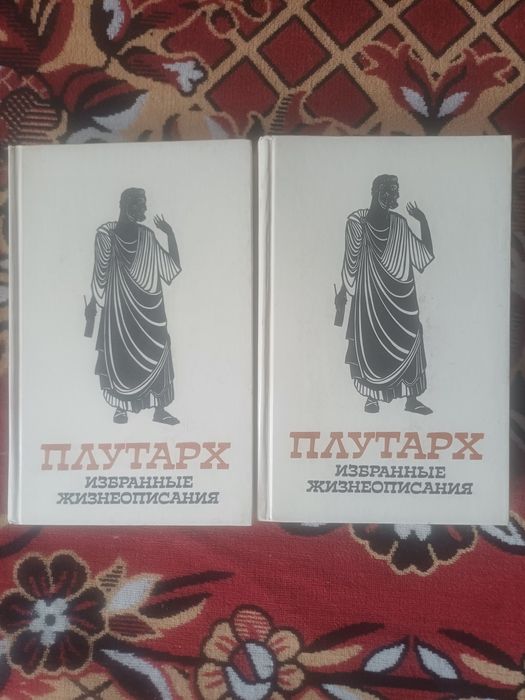 ПЛУТАРХ
ИЗБРАННЫЕ
ЖИЗНЕОПИСАНИЯ
ПЛУТАРХ
ИЗБРАННЫЕ
ЖИЗНЕОПИСАНИЯ